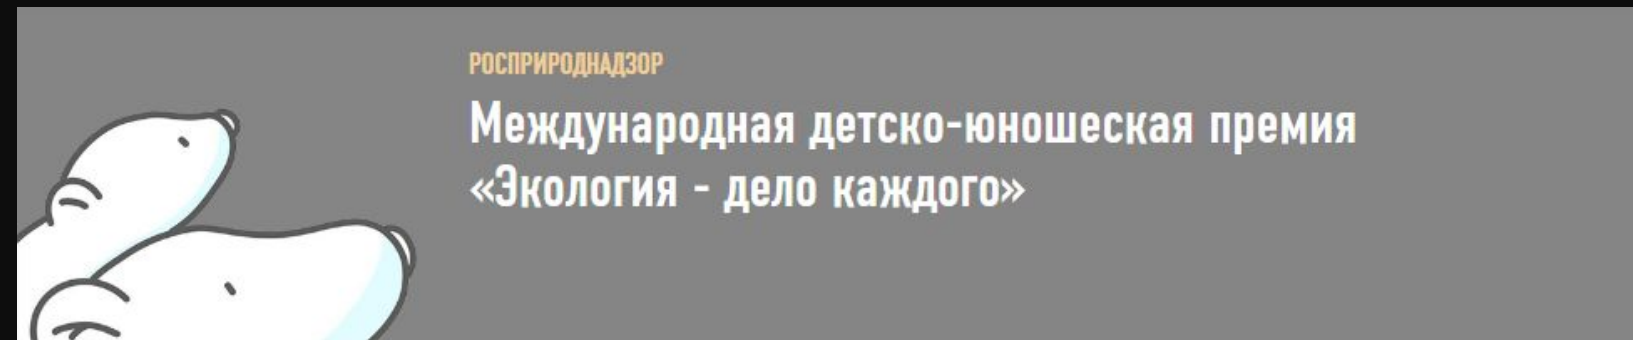 РОСПРИРОДНАДЗОР
Международная детско-юношеская премия
«Экология - дело каждого»